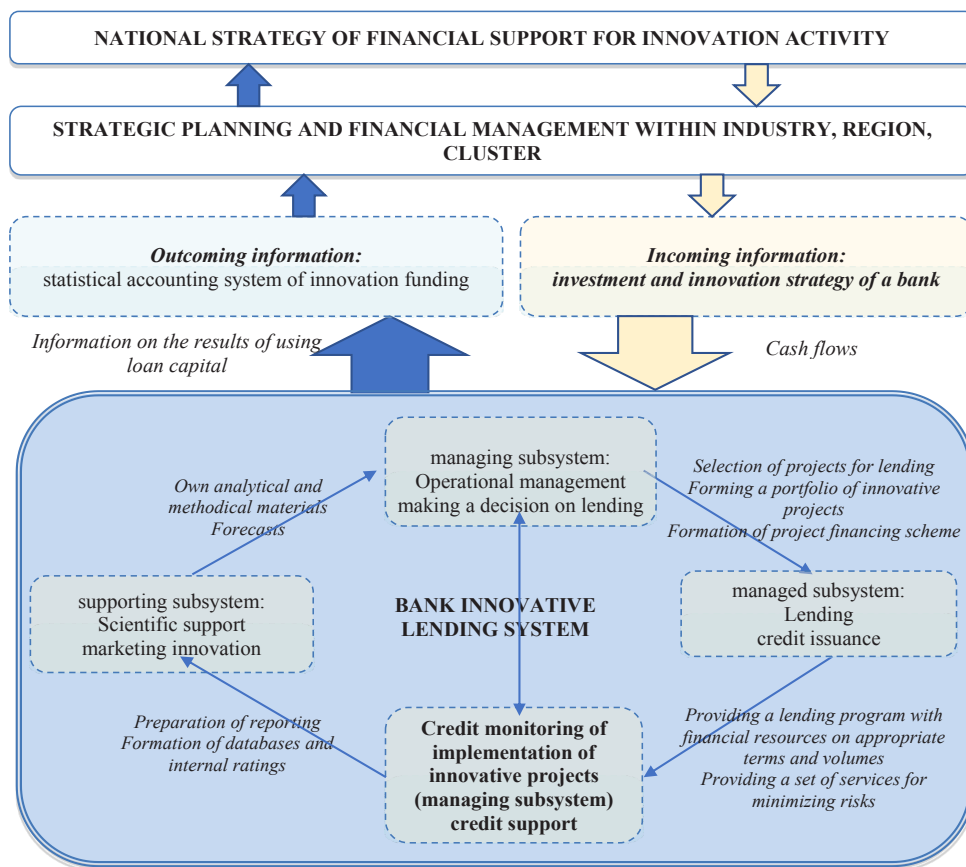 NATIONAL STRATEGY OF FINANCIAL SUPPORT FOR INNOVATION ACTIVITY
STRATEGIC PLANNING AND FINANCIAL MANAGEMENT WITHIN INDUSTRY, REGION,
CLUSTER
Outcoming information:
statistical accounting system of innovation funding
Incoming information:
investment and innovation strategy of a bank
Information on the results of using
loan capital
Cash flows
managing subsystem:
Operational management
making a decision on lending
Own analytical and
methodical materials
Forecasts
Selection of projects for lending
Forming a portfolio of innovative
projects
Formation of project financing scheme
supporting subsystem:
Scientific support
marketing innovation
BANK INNOVATIVE
LENDING SYSTEM
managed subsystem:
Lending
credit issuance
Preparation of reporting
Formation of databases and
internal ratings
Credit monitoring of
implementation of
innovative projects
(managing subsystem)
credit support
Providing a lending program with
financial resources on appropriate
terms and volumes
Providing a set of services for
minimizing risks